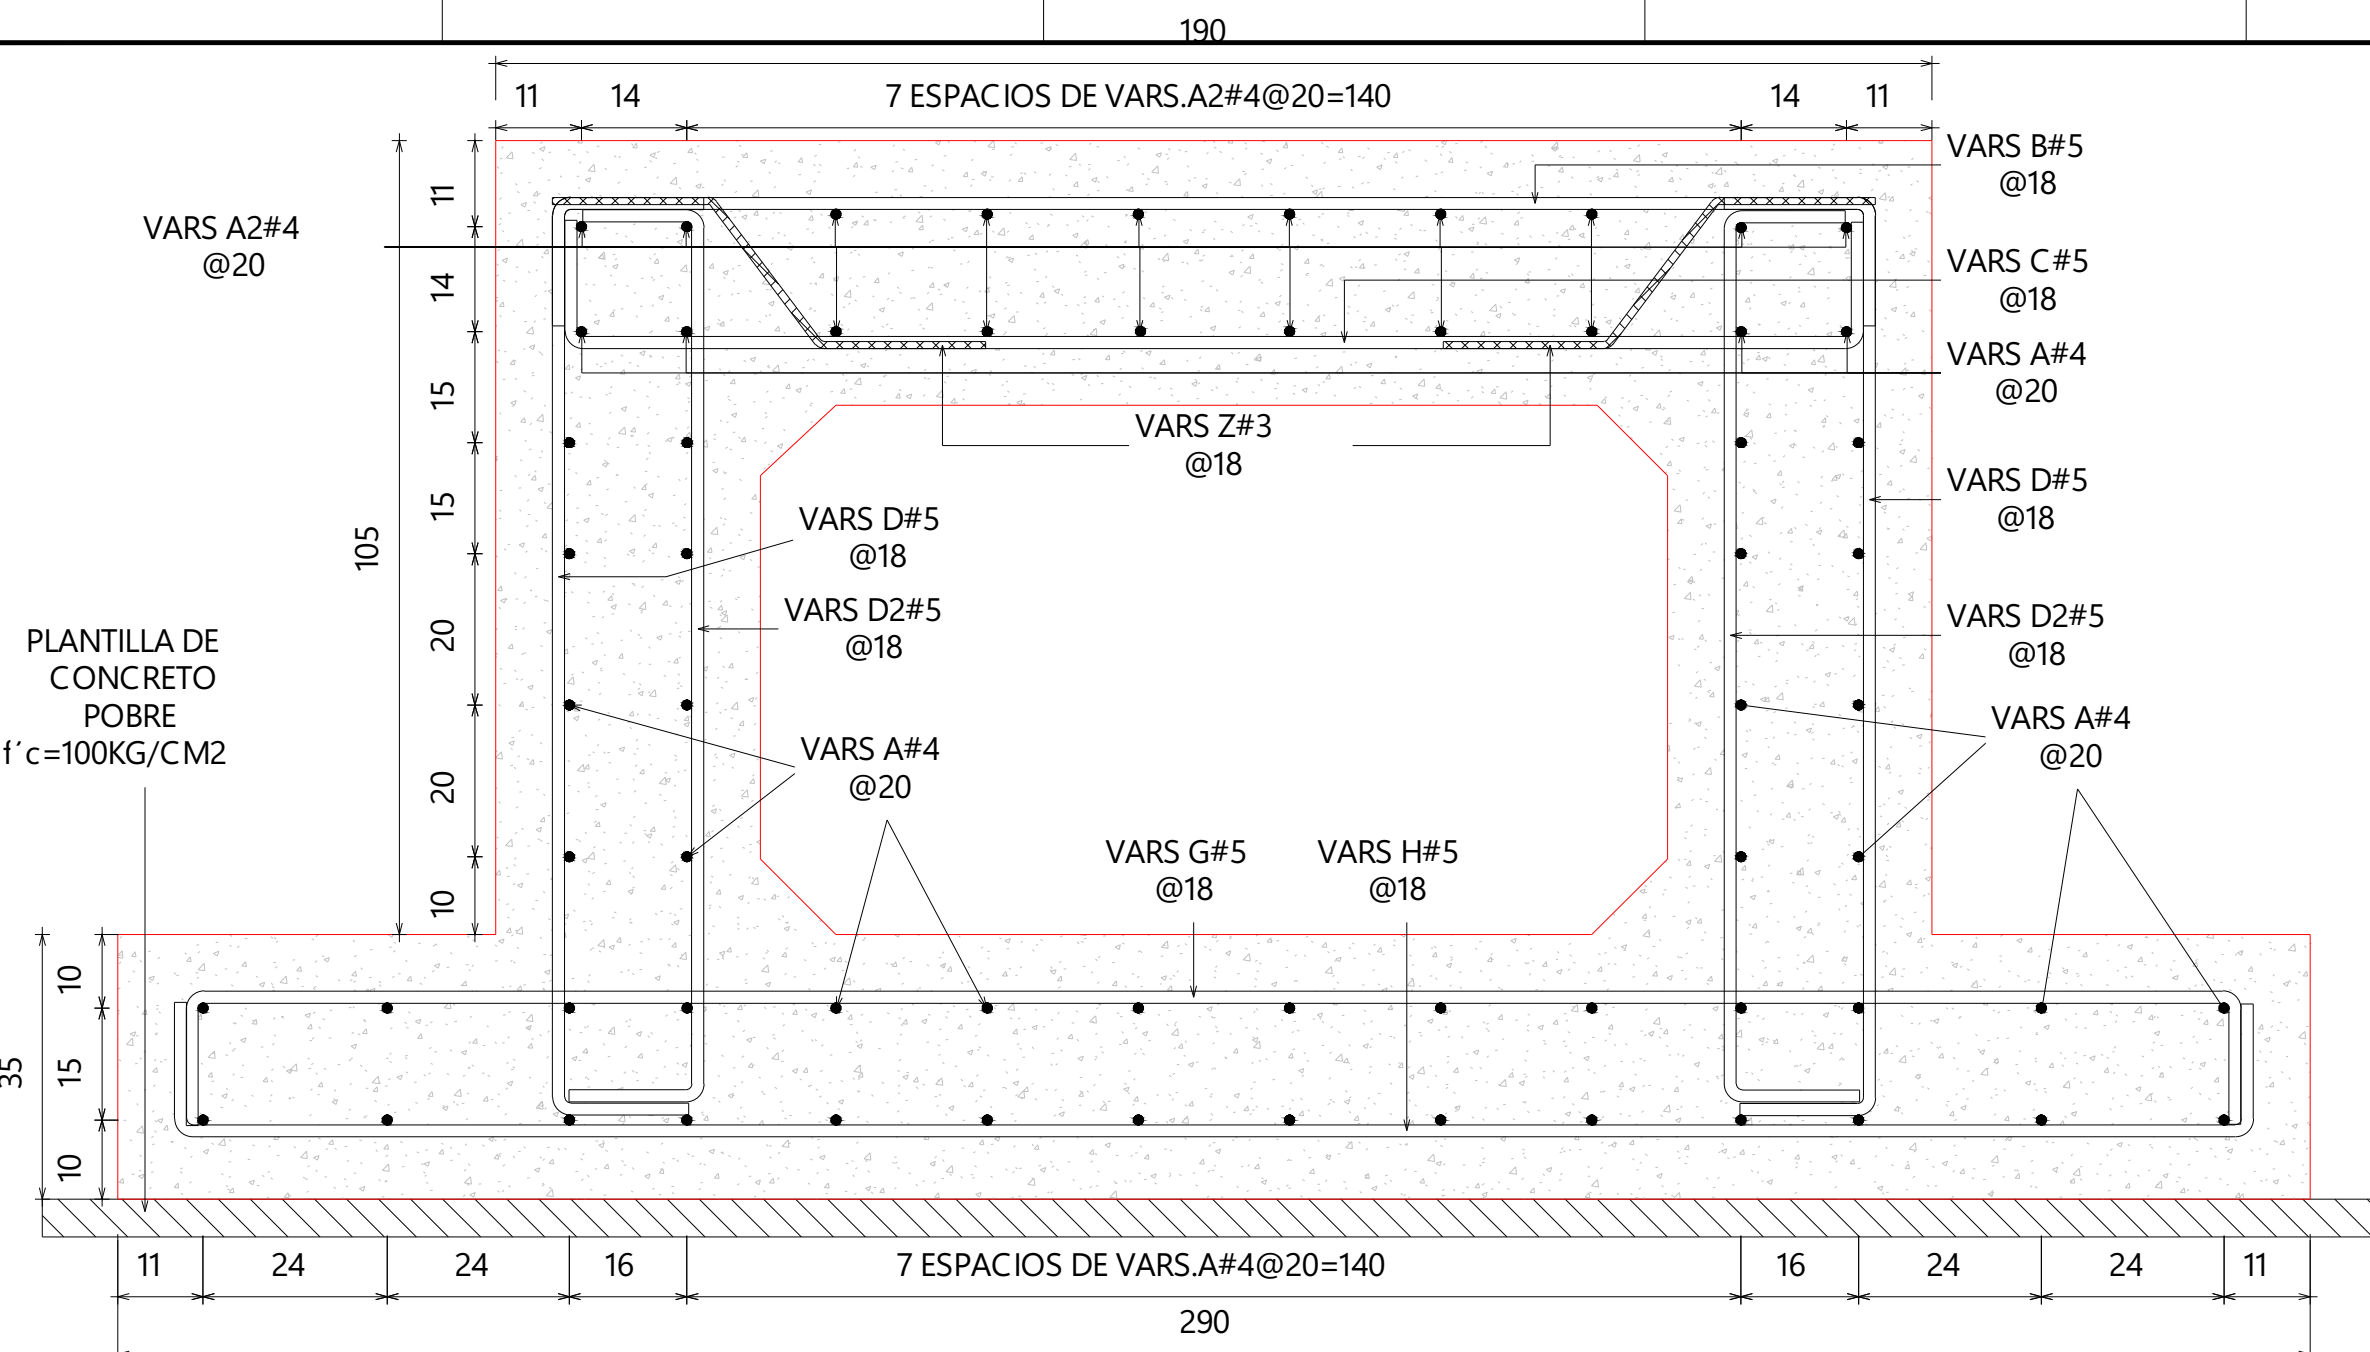 190
11
14
7 ESPACIOS DE VARS.A2#4@20=140
14
11
VARS B#5
@18
11
VARS A2#4
@20
14
VARS C#5
@18
VARS A#4
@20
15
VARS Z#3
@18
15
105
VARS D#5
@18
VARS D#5
@18
VARS D2#5
@18
VARS D2#5
@18
20
PLANTILLA DE
CONCRETO
POBRE
f´c=100KG/CM2
VARS A#4
@20
VARS A#4
@20
20
VARS G#5
@18
VARS H#5
@18
10
10
35
15
10
11
24
24
16
7 ESPACIOS DE VARS.A#4@20=140
16
24
24
11
290